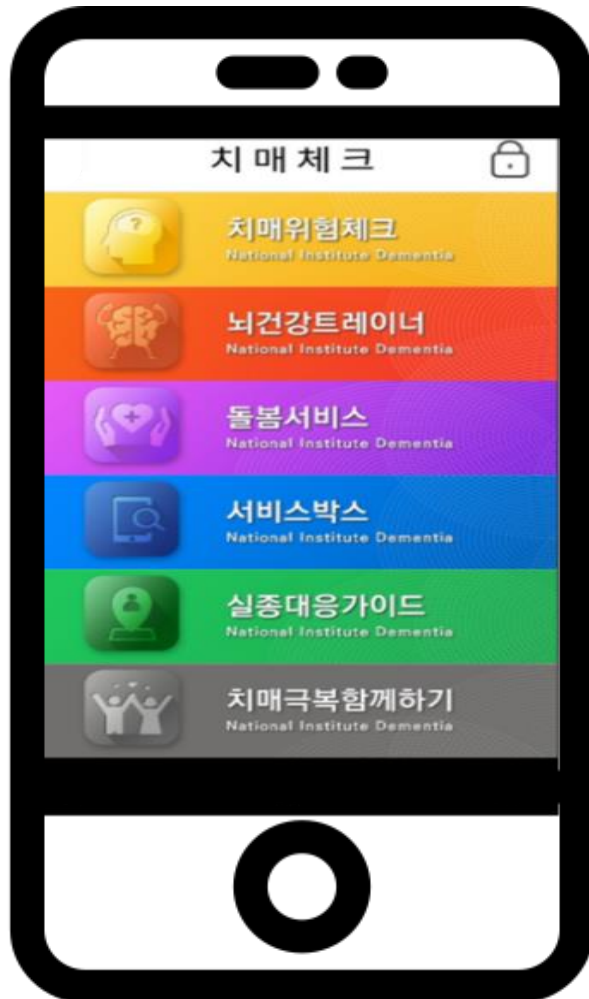 치매체크
치매위험체크
National Institute Dementia
뇌건강트레이너
National Institute Dementia
돌봄서비스
National Institute Dementia
서비스박스
National Institute Dementia
실종대응가이드
National Institute Dementia
치매극복함께하기
National Institute Dementia